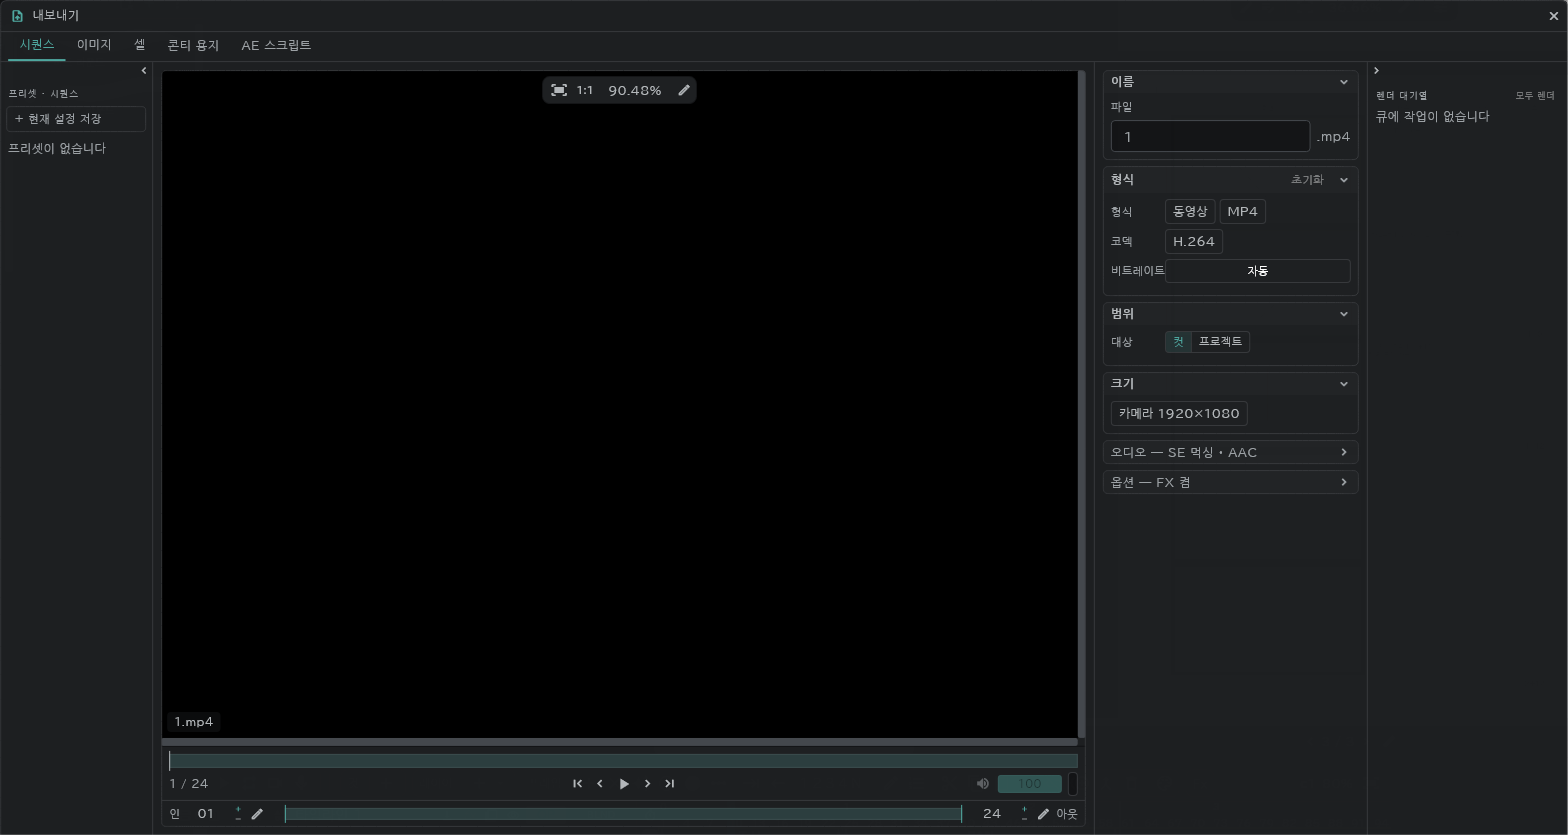 내보내기
시퀀스 이미지 셀 콘티 용지 AE 스크립트
프리셋 · 시퀀스
+ 현재 설정 저장
프리셋이 없습니다
1:1 90.48%
1.mp4
1 / 24
100
인 01
24 아웃
이름
파일
1 .mp4
형식 초기화
형식 동영상 MP4
코덱 H.264
비트레이트 자동
범위
대상 컷 프로젝트
크기
카메라 1920×1080
오디오 — SE 먹싱 · AAC
옵션 — FX 켬
렌더 대기열 모두 렌더
큐에 작업이 없습니다